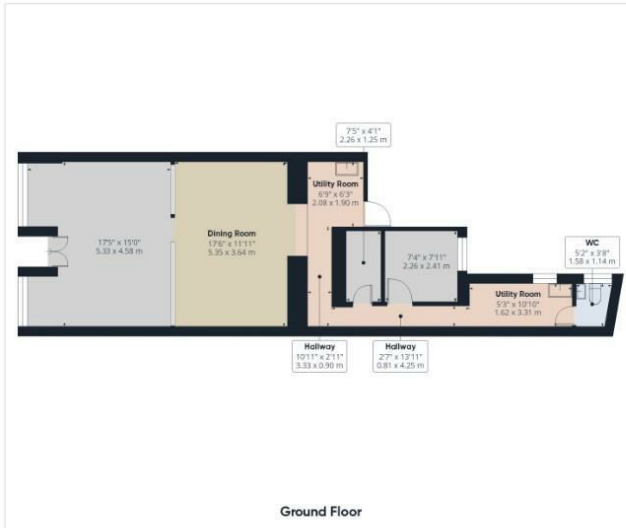 7'5" x 4'1"
2.26 x 1.25 m
Utility Room
6'9" x 6'3"
2.08 x 1.90 m
17'5" x 15'0"
5.33 x 4.58 m
Dining Room
17'6" x 11'11"
5.35 x 3.64 m
7'4" x 7'11"
2.26 x 2.41 m
WC
5'2" x 3'8"
1.58 x 1.14 m
Utility Room
5'3" x 10'10"
1.62 x 3.31 m
Hallway
10'11" x 2'11"
3.33 x 0.90 m
Hallway
2'7" x 13'11"
0.81 x 4.25 m
Ground Floor